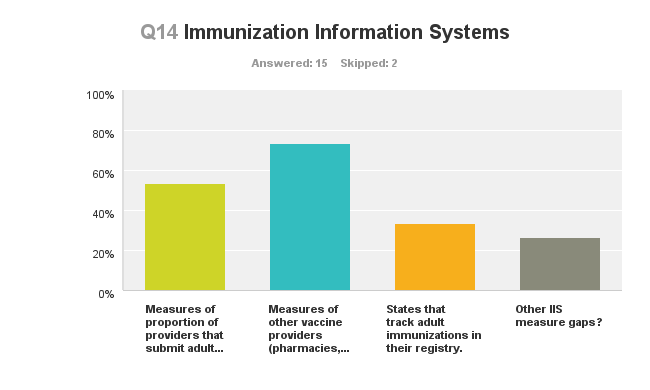 Q14 Immunization Information Systems
Answered: 15 Skipped: 2
100%
80%
60%
40%
20%
0%
Measures of
proportion of
providers that
submit adult...
Measures of
other vaccine
providers
(pharmacies,...
States that
track adult
immunizations in
their registry.
Other IIS
measure gaps?